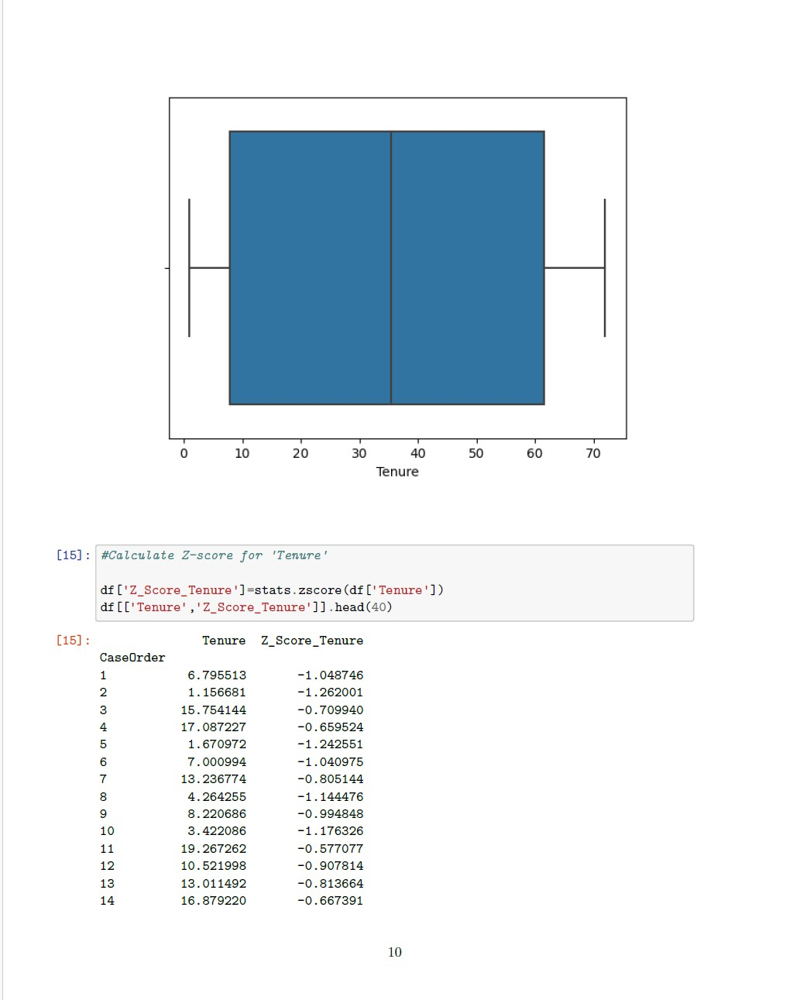 0 10 20 30 40 50 60 70
Tenure
[15]: #Calculate Z-score for 'Tenure'
df['Z_Score_Tenure']=stats.zscore(df['Tenure'])
df[['Tenure','Z_Score_Tenure']].head(40)
[15]: Tenure Z_Score_Tenure
CaseOrder
1 6.795513 -1.048746
2 1.156681 -1.262001
3 15.754144 -0.709940
4 17.087227 -0.659524
5 1.670972 -1.242551
6 7.000994 -1.040975
7 13.236774 -0.805144
8 4.264255 -1.144476
9 8.220686 -0.994848
10 3.422086 -1.176326
11 19.267262 -0.577077
12 10.521998 -0.907814
13 13.011492 -0.813664
14 16.879220 -0.667391
10